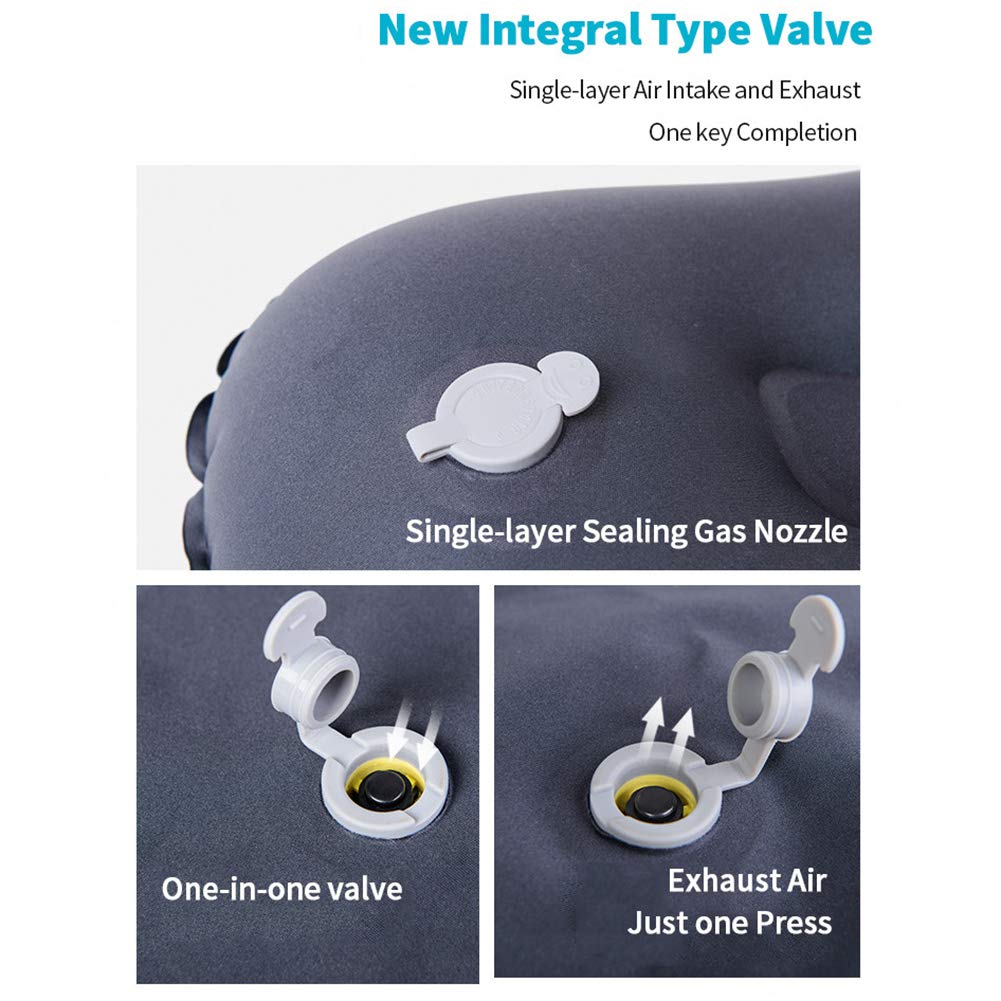 New Integral Type Valve
Single-layer Air Intake and Exhaust
One key Completion
Single-layer Sealing Gas Nozzle
One-in-one valve
Exhaust Air
Just one Press